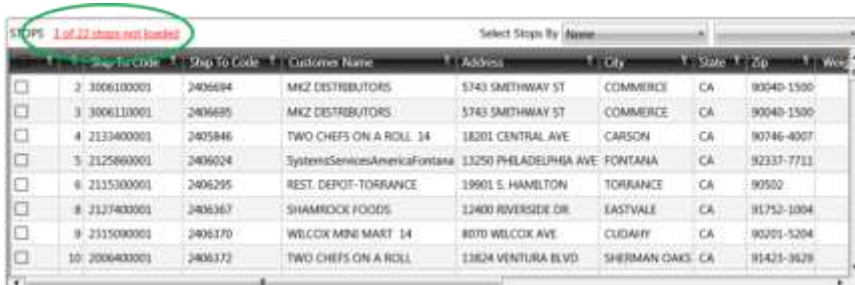 STOPS 1 of 22 stops not loaded Select Stops By None
Ship To Code Ship To Code Customer Name Address City State Zip Weig
2 3006100001 2406694 MKZ DISTRIBUTORS 5743 SMITHWAY ST COMMERCE CA 90040-1500
3 3006110001 2406695 MKZ DISTRIBUTORS 5743 SMITHWAY ST COMMERCE CA 90040-1500
4 2133400001 2405846 TWO CHEFS ON A ROLL 14 18201 CENTRAL AVE CARSON CA 90746-4007
5 2125860001 2406024 SystemsServicesAmericaFontana 13250 PHILADELPHIA AVE FONTANA CA 92337-7711
6 2115300001 2406295 REST. DEPOT-TORRANCE 19901 S. HAMILTON TORRANCE CA 90502
8 2127400001 2406367 SHAMROCK FOODS 12400 RIVERSIDE DR EASTVALE CA 91752-1004
9 2315090001 2406370 WILCOX MINI MART 14 8070 WILCOX AVE CUDAHY CA 90201-5204
10 2006400001 2406372 TWO CHEFS ON A ROLL 13824 VENTURA BLVD SHERMAN OAKS CA 91423-3629